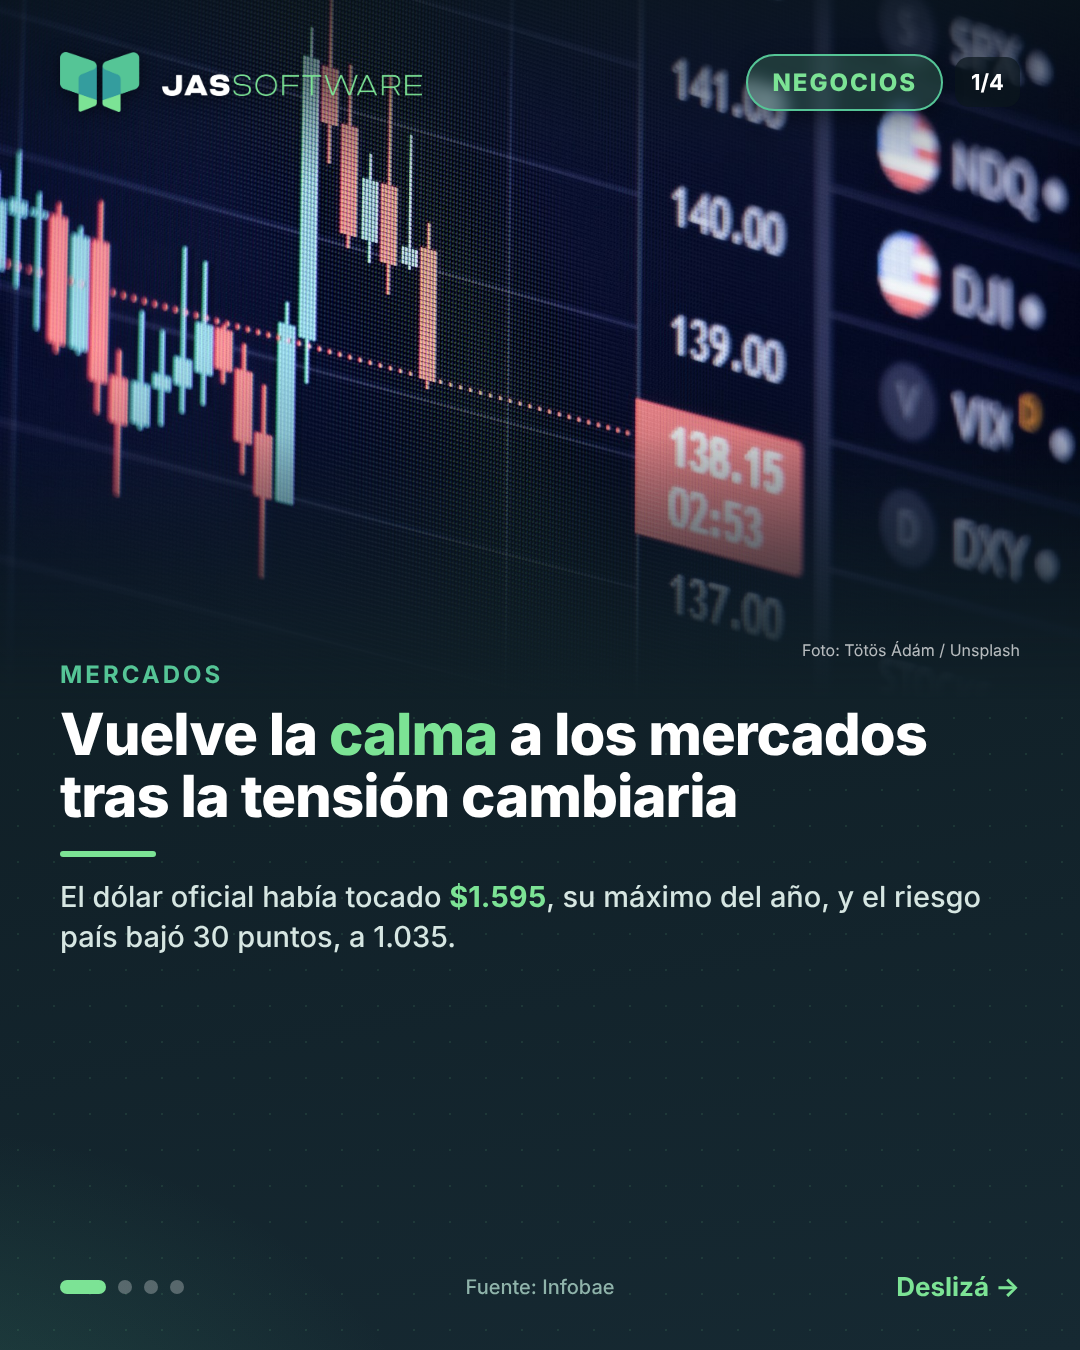 JASSOFTWARE
NEGOCIOS
1/4
SPX
141.00
NDQ
140.00
DJI
139.00
VIX D
138.15
02:53
DXY
137.00
Foto: Tötös Ádám / Unsplash
MERCADOS
Vuelve la calma a los mercados
tras la tensión cambiaria
El dólar oficial había tocado $1.595, su máximo del año, y el riesgo
país bajó 30 puntos, a 1.035.
Fuente: Infobae
Deslizá →